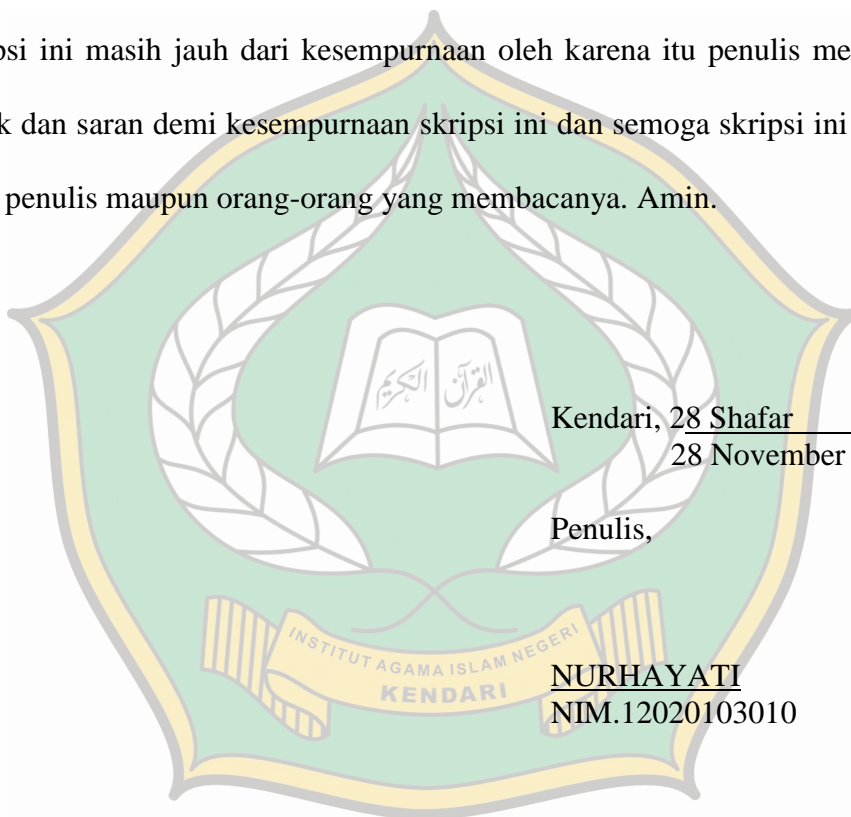 psi ini masih jauh dari kesempurnaan oleh karena itu penulis me
k dan saran demi kesempurnaan skripsi ini dan semoga skripsi ini
penulis maupun orang-orang yang membacanya. Amin.
القرآن الكريم
Kendari, 28 Shafar
28 November
Penulis,
INSTITUT AGAMA ISLAM NEGERI
KENDARI
NURHAYATI
NIM.12020103010